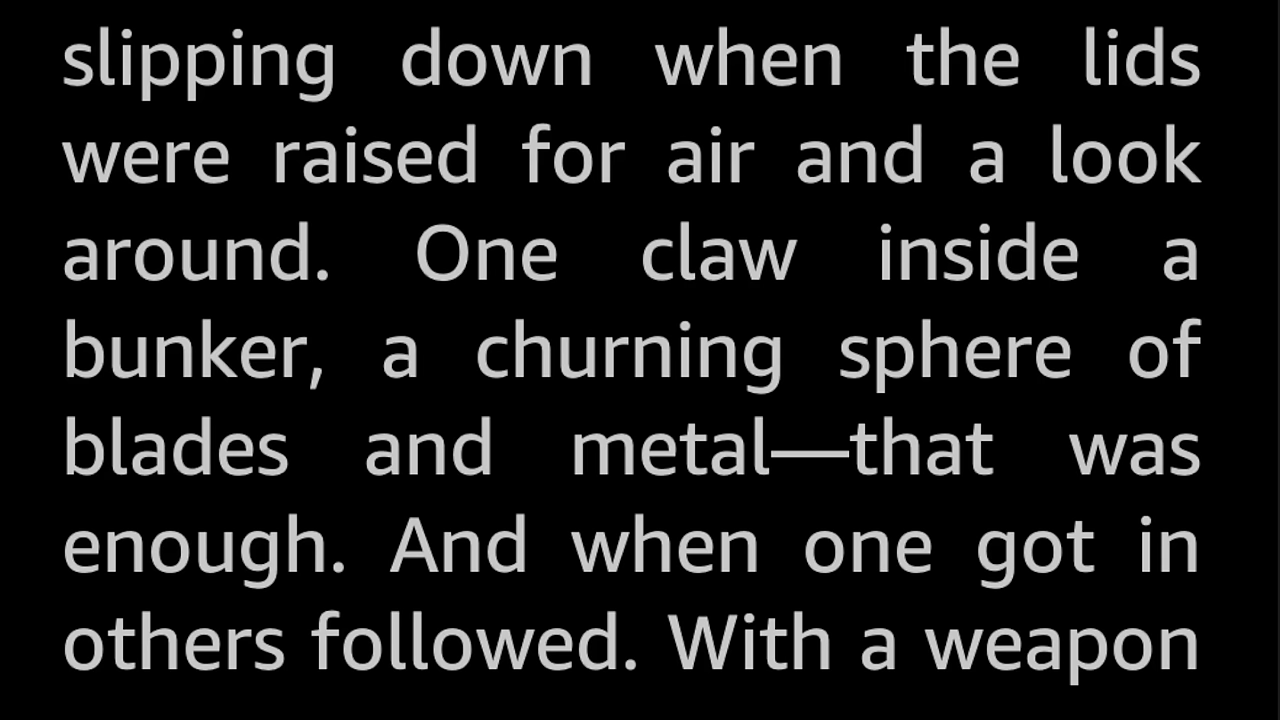 slipping down when the lids
were raised for air and a look
around. One claw inside a
bunker, a churning sphere of
blades and metal—that was
enough. And when one got in
others followed. With a weapon